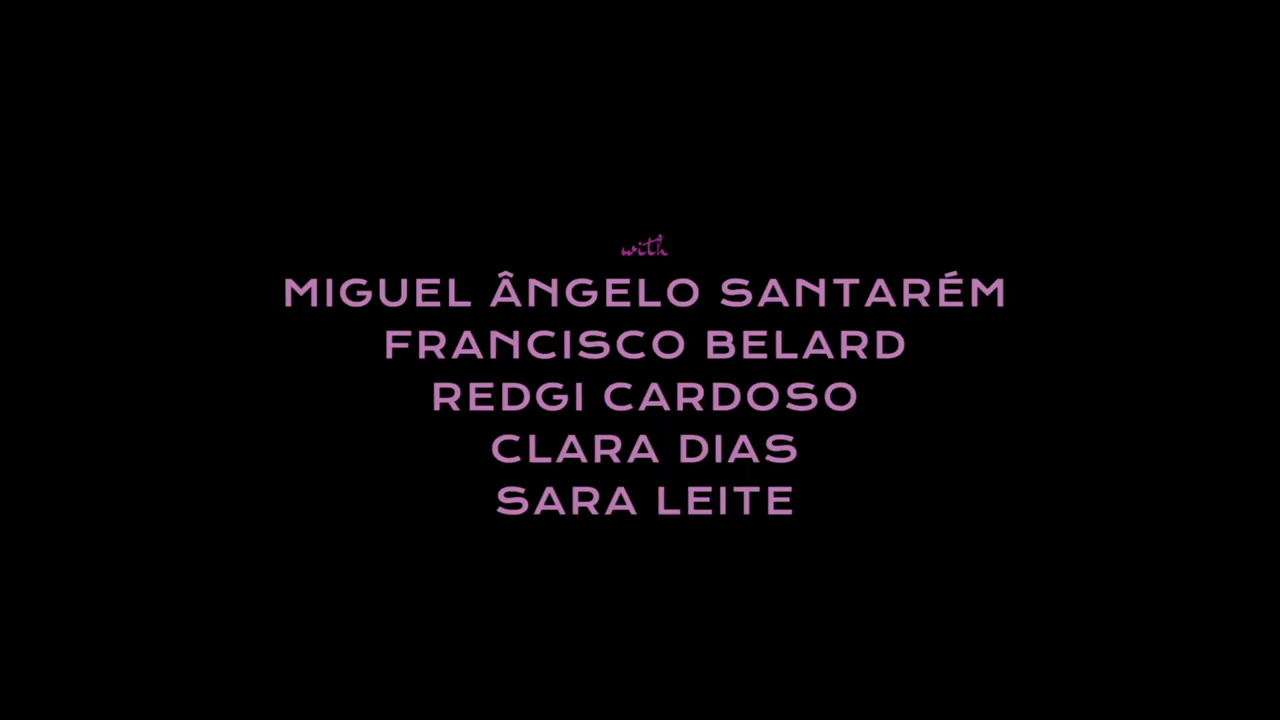 with
MIGUEL ÂNGELO SANTARÉM
FRANCISCO BELARD
REDGI CARDOSO
CLARA DIAS
SARA LEITE